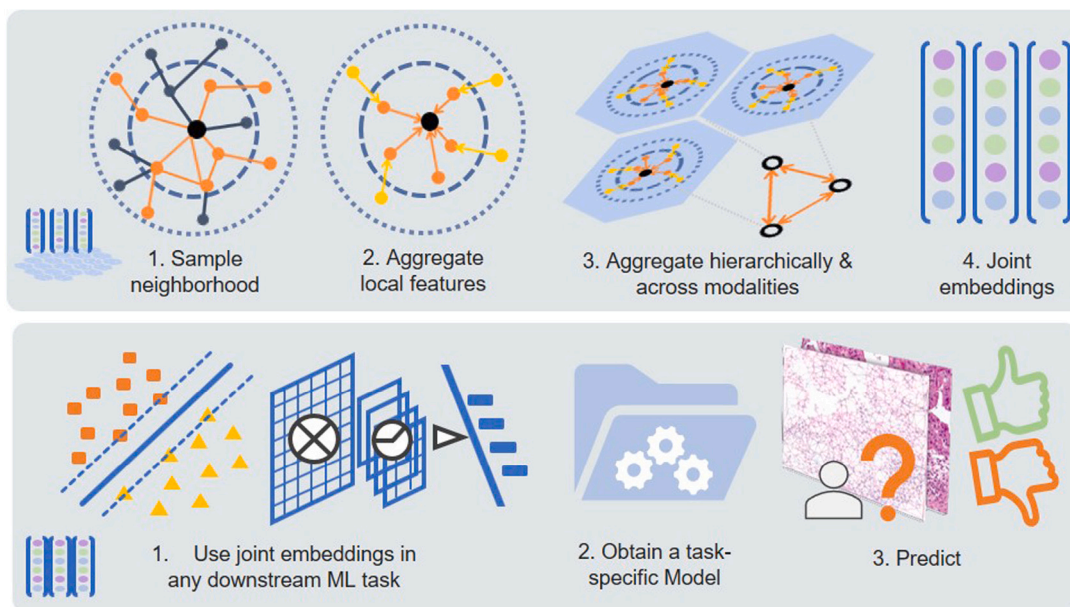 1. Sample
neighborhood
2. Aggregate
local features
3. Aggregate hierarchically &
across modalities
4. Joint
embeddings
1. Use joint embeddings in
any downstream ML task
2. Obtain a task-
specific Model
3. Predict